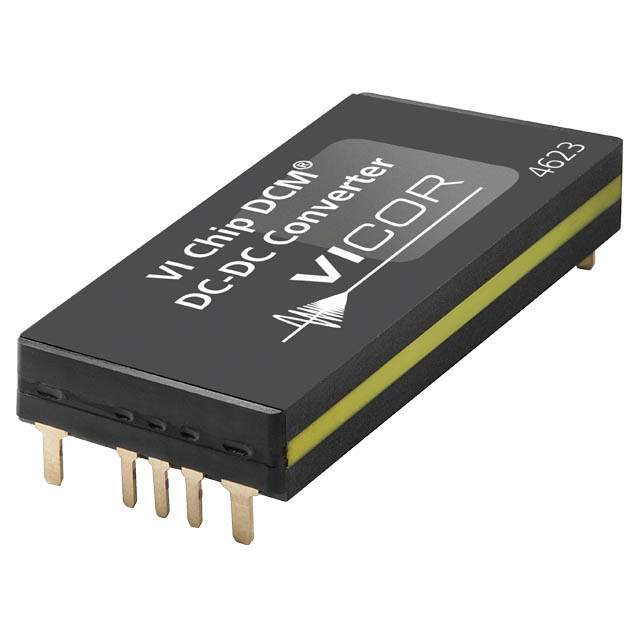 VI Chip DCM®
DC-DC Converter
VICOR
4623